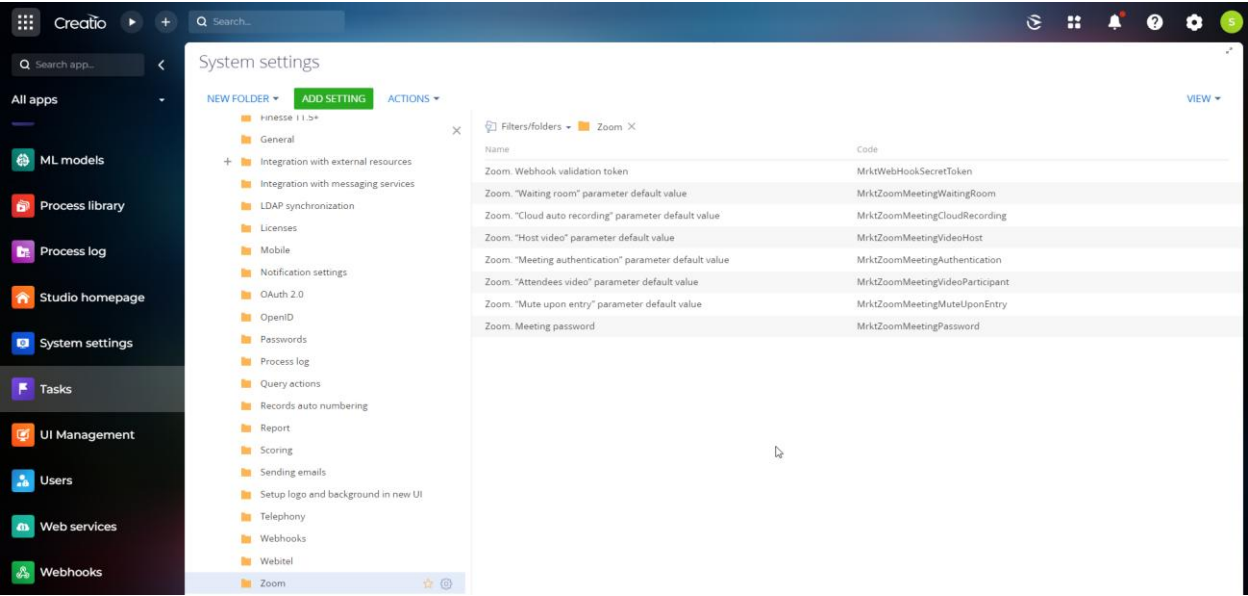 Creatio
Search...
S
Search app...
All apps
ML models
Process library
Process log
Studio homepage
System settings
Tasks
UI Management
Users
Web services
Webhooks
System settings
NEW FOLDER
ADD SETTING
ACTIONS
VIEW
Finesse 11.5+
General
Integration with external resources
Integration with messaging services
LDAP synchronization
Licenses
Mobile
Notification settings
OAuth 2.0
OpenID
Passwords
Process log
Query actions
Records auto numbering
Report
Scoring
Sending emails
Setup logo and background in new UI
Telephony
Webhooks
Webitel
Zoom
Filters/folders Zoom
Name Code
Zoom. Webhook validation token MrktWebHookSecretToken
Zoom. "Waiting room" parameter default value MrktZoomMeetingWaitingRoom
Zoom. "Cloud auto recording" parameter default value MrktZoomMeetingCloudRecording
Zoom. "Host video" parameter default value MrktZoomMeetingVideoHost
Zoom. "Meeting authentication" parameter default value MrktZoomMeetingAuthentication
Zoom. "Attendees video" parameter default value MrktZoomMeetingVideoParticipant
Zoom. "Mute upon entry" parameter default value MrktZoomMeetingMuteUponEntry
Zoom. Meeting password MrktZoomMeetingPassword